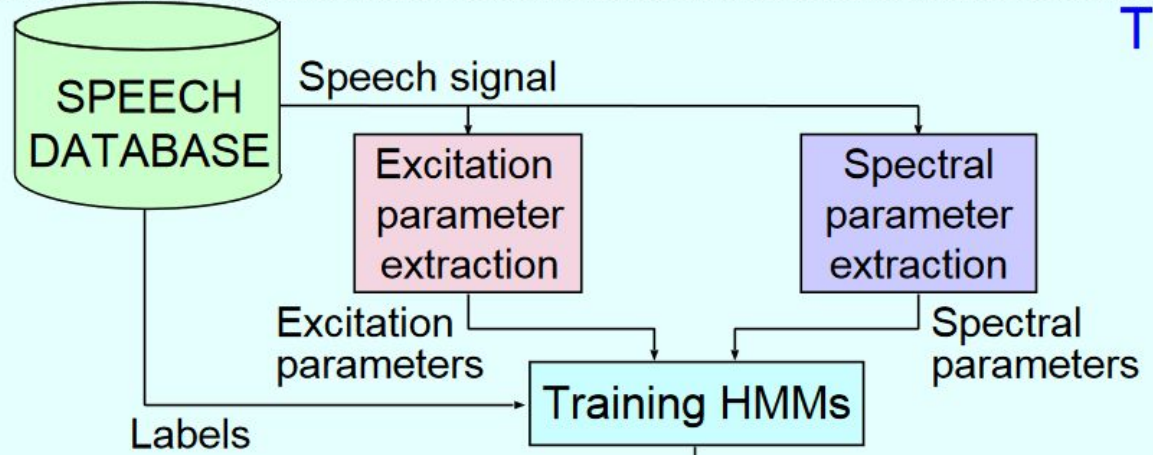 T
Speech signal
SPEECH
DATABASE
Excitation
parameter
extraction
Spectral
parameter
extraction
Excitation
parameters
Spectral
parameters
Training HMMs
Labels